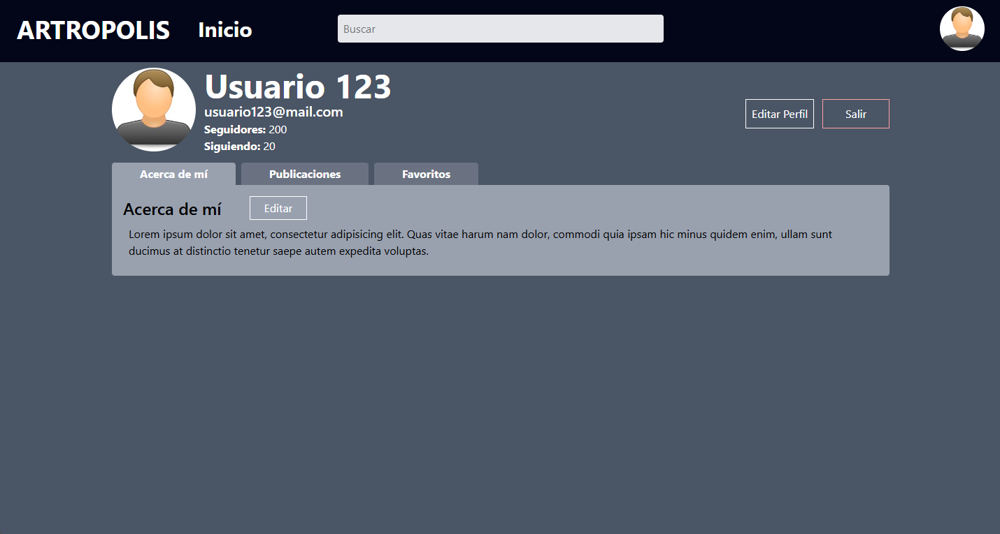 ARTROPOLIS
Inicio
Buscar
Usuario 123
usuario123@mail.com
Seguidores: 200
Siguiendo: 20
Editar Perfil
Salir
Acerca de mí
Publicaciones
Favoritos
Acerca de mí
Editar
Lorem ipsum dolor sit amet, consectetur adipisicing elit. Quas vitae harum nam dolor, commodi quia ipsam hic minus quidem enim, ullam sunt
ducimus at distinctio tenetur saepe autem expedita voluptas.